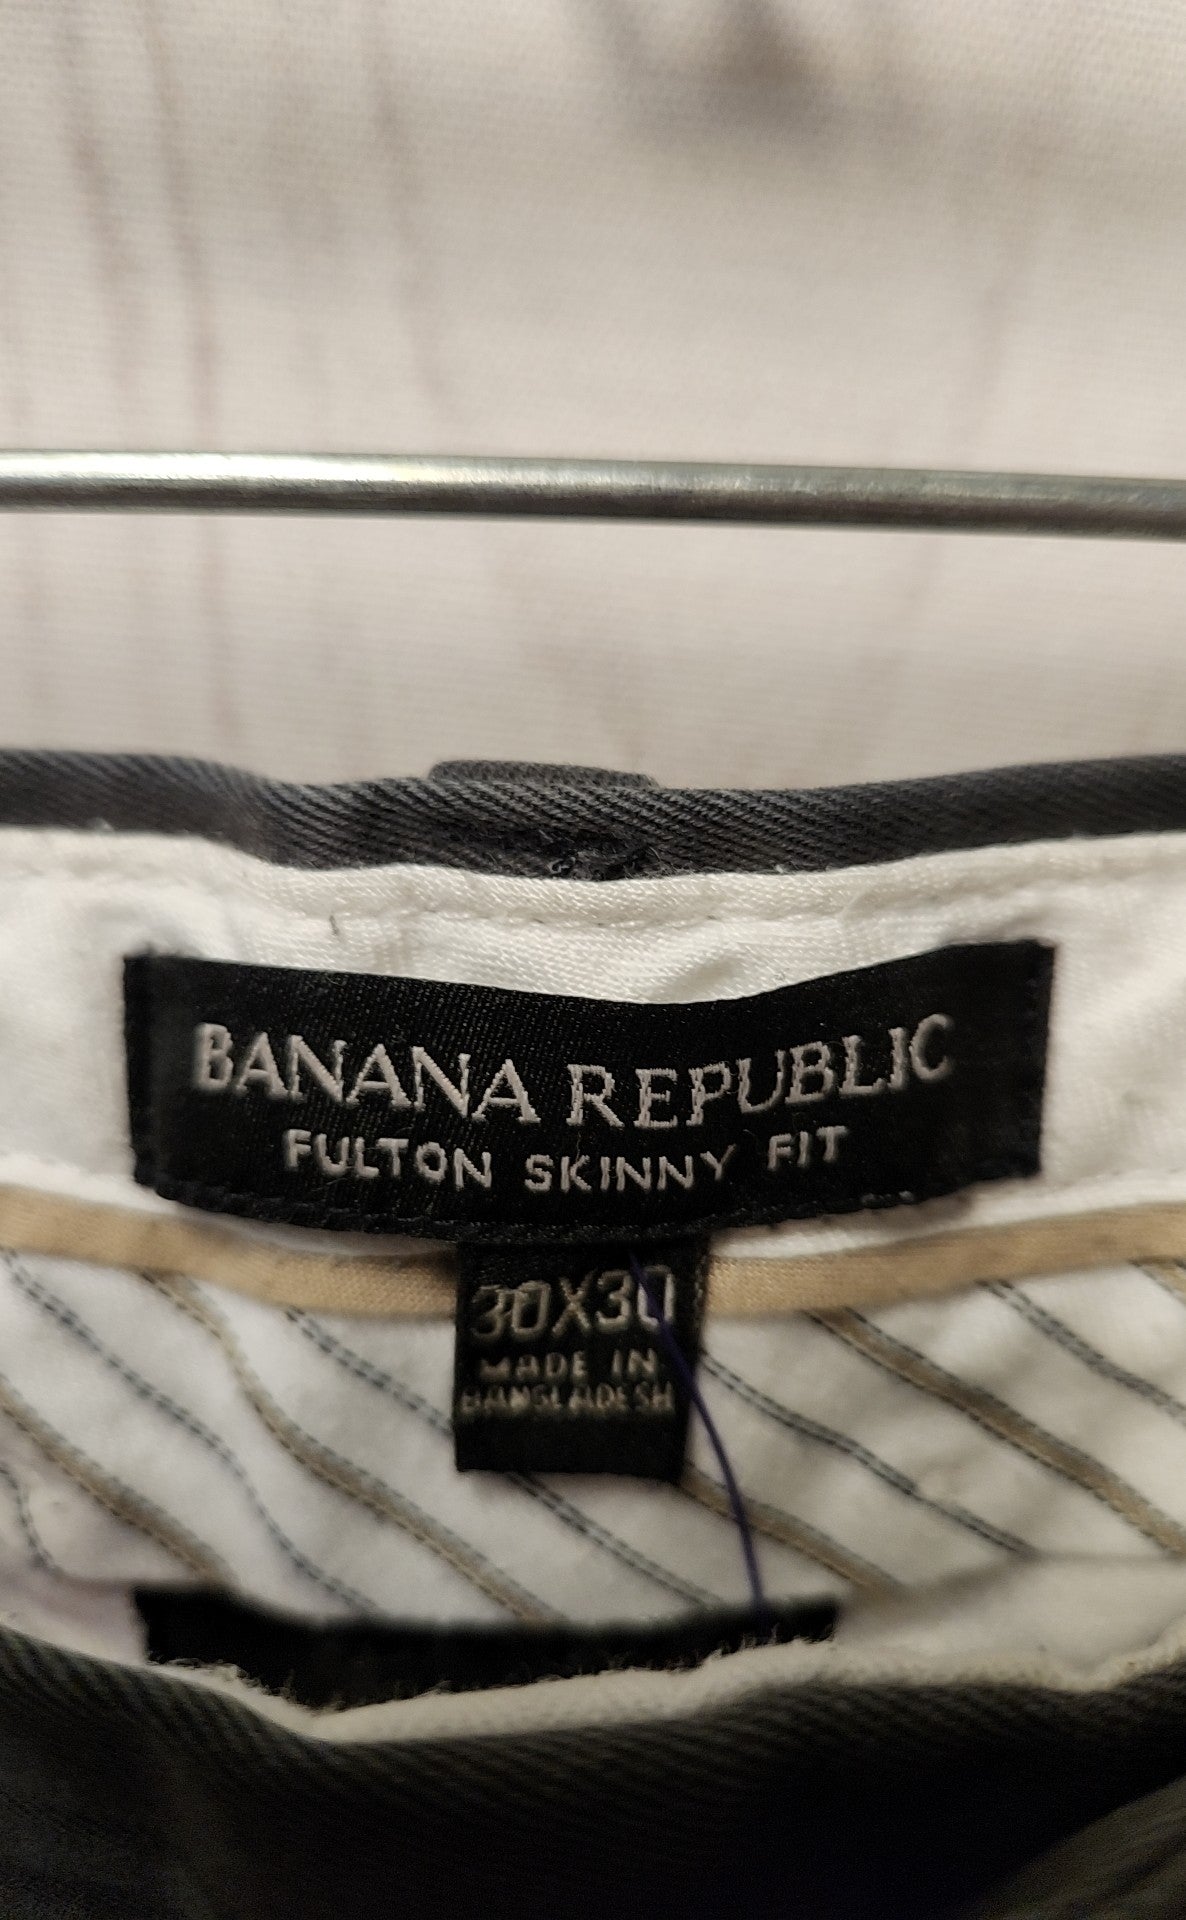 BANANA REPUBLIC
FULTON SKINNY FIT
30X30
MADE IN
BANGLADESH